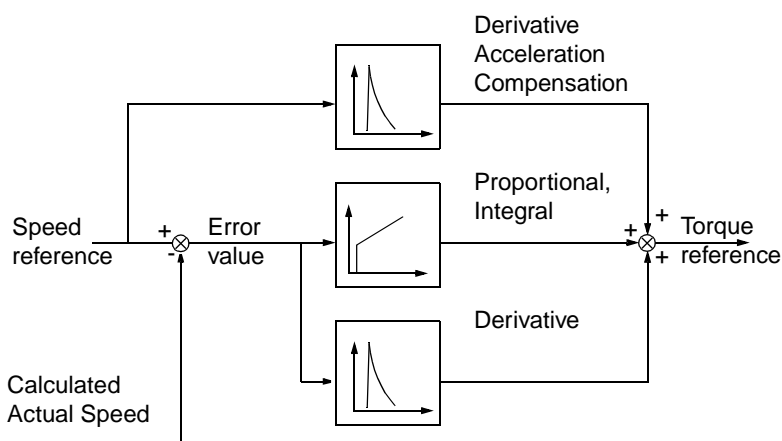 Derivative
Acceleration
Compensation
Proportional,
Integral
Speed
reference
+
-
Error
value
+
+
+
Torque
reference
Derivative
Calculated
Actual Speed